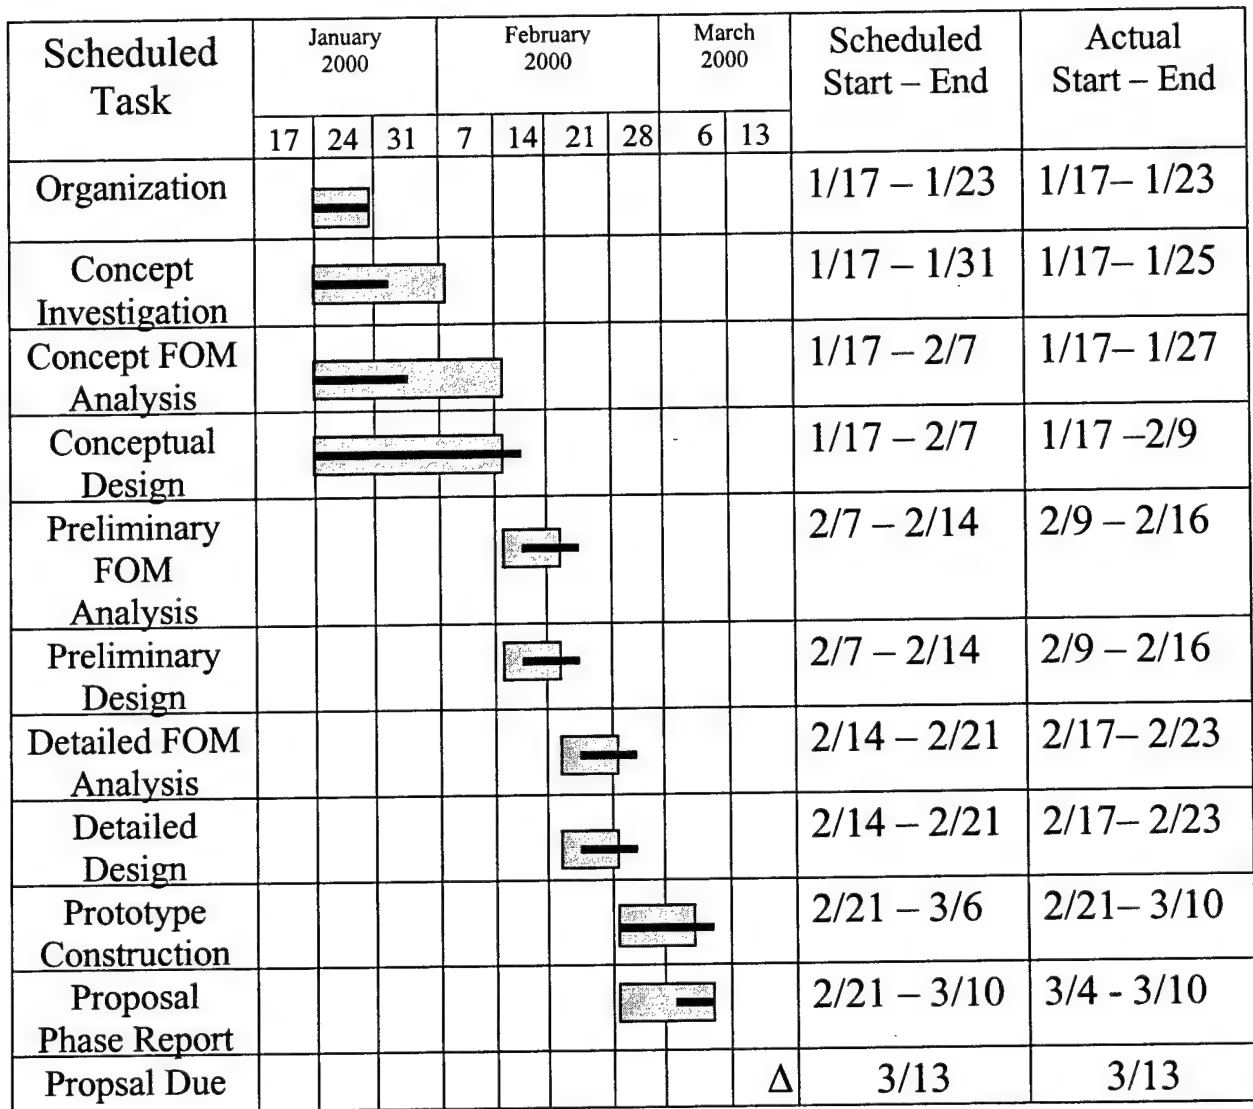 Scheduled Task
January 2000
February 2000
March 2000
Scheduled Start – End
Actual Start – End
17 24 31 7 14 21 28 6 13
Organization 1/17 – 1/23 1/17– 1/23
Concept Investigation 1/17 – 1/31 1/17– 1/25
Concept FOM Analysis 1/17 – 2/7 1/17– 1/27
Conceptual Design 1/17 – 2/7 1/17 –2/9
Preliminary FOM Analysis 2/7 – 2/14 2/9 – 2/16
Preliminary Design 2/7 – 2/14 2/9 – 2/16
Detailed FOM Analysis 2/14 – 2/21 2/17– 2/23
Detailed Design 2/14 – 2/21 2/17– 2/23
Prototype Construction 2/21 – 3/6 2/21– 3/10
Proposal Phase Report 2/21 – 3/10 3/4 - 3/10
Propsal Due Δ 3/13 3/13